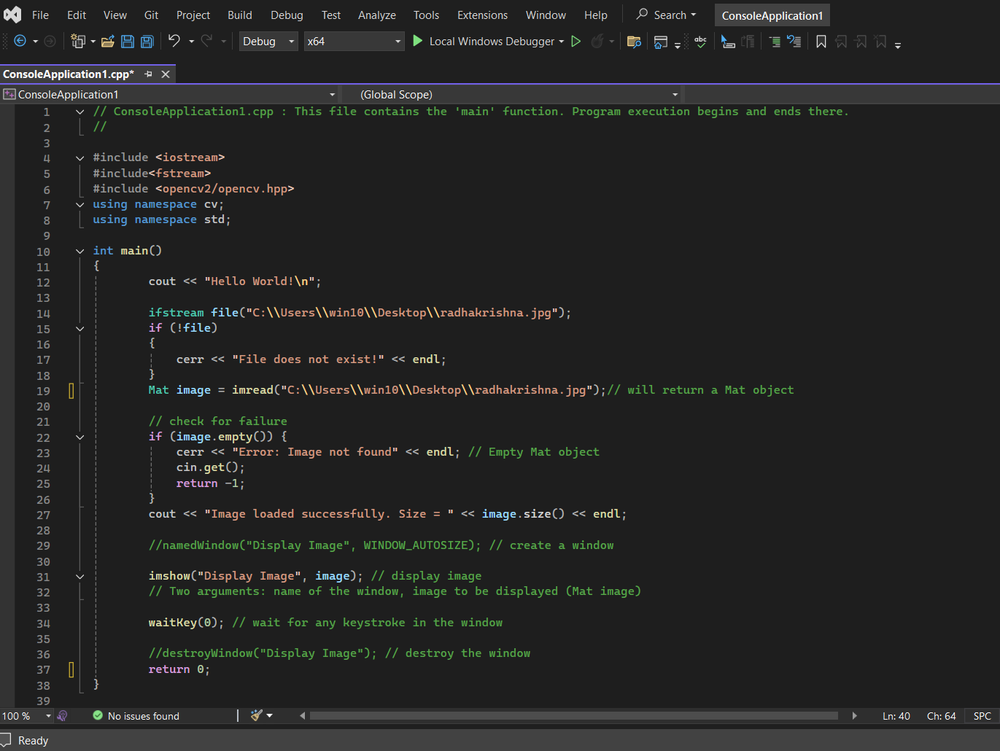 File Edit View Git Project Build Debug Test Analyze Tools Extensions Window Help Search ConsoleApplication1
Debug x64 Local Windows Debugger abc
ConsoleApplication1.cpp*
ConsoleApplication1 (Global Scope)
1 // ConsoleApplication1.cpp : This file contains the 'main' function. Program execution begins and ends there.
2 //
3
4 #include <iostream>
5 #include<fstream>
6 #include <opencv2/opencv.hpp>
7 using namespace cv;
8 using namespace std;
9
10 int main()
11 {
12 cout << "Hello World!\n";
13
14 ifstream file("C:\\Users\\win10\\Desktop\\radhakrishna.jpg");
15 if (!file)
16 {
17 cerr << "File does not exist!" << endl;
18 }
19 Mat image = imread("C:\\Users\\win10\\Desktop\\radhakrishna.jpg");// will return a Mat object
20
21 // check for failure
22 if (image.empty()) {
23 cerr << "Error: Image not found" << endl; // Empty Mat object
24 cin.get();
25 return -1;
26 }
27 cout << "Image loaded successfully. Size = " << image.size() << endl;
28
29 //namedWindow("Display Image", WINDOW_AUTOSIZE); // create a window
30
31 imshow("Display Image", image); // display image
32 // Two arguments: name of the window, image to be displayed (Mat image)
33
34 waitKey(0); // wait for any keystroke in the window
35
36 //destroyWindow("Display Image"); // destroy the window
37 return 0;
38 }
39
100 % No issues found Ln: 40 Ch: 64 SPC
Ready